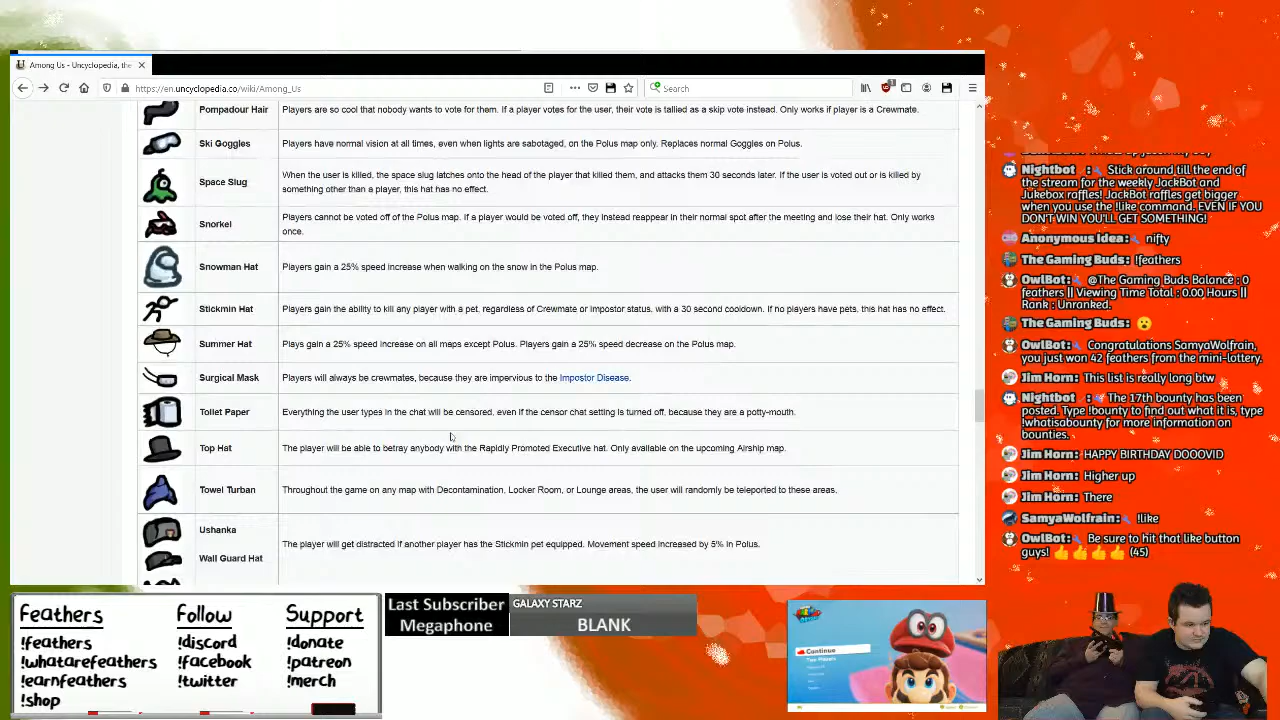 Among Us - Uncyclopedia, the
https://en.uncyclopedia.co/wiki/Among_Us
Search
Pompadour Hair
Players are so cool that nobody wants to vote for them. If a player votes for the user, their vote is tallied as a skip vote instead. Only works if player is a Crewmate.
Ski Goggles
Players have normal vision at all times, even when lights are sabotaged, on the Polus map only. Replaces normal Goggles on Polus.
Space Slug
When the user is killed, the space slug latches onto the head of the player that killed them, and attacks them 30 seconds later. If the user is voted out or is killed by
something other than a player, this hat has no effect.
Snorkel
Players cannot be voted off of the Polus map. If a player would be voted off, they instead reappear in their normal spot after the meeting and lose their hat. Only works
once.
Snowman Hat
Players gain a 25% speed increase when walking on the snow in the Polus map.
Stickmin Hat
Players gain the ability to kill any player with a pet, regardless of Crewmate or Impostor status, with a 30 second cooldown. If no players have pets, this hat has no effect.
Summer Hat
Plays gain a 25% speed increase on all maps except Polus. Players gain a 25% speed decrease on the Polus map.
Surgical Mask
Players will always be crewmates, because they are impervious to the Impostor Disease.
Toilet Paper
Everything the user types in the chat will be censored, even if the censor chat setting is turned off, because they are a potty-mouth.
Top Hat
The player will be able to betray anybody with the Rapidly Promoted Executive hat. Only available on the upcoming Airship map.
Towel Turban
Throughout the game on any map with Decontamination, Locker Room, or Lounge areas, the user will randomly be teleported to these areas.
Ushanka
The player will get distracted if another player has the Stickmin pet equipped. Movement speed increased by 5% in Polus.
Wall Guard Hat
Nightbot: Stick around till the end of
the stream for the weekly JackBot and
Jukebox raffles! JackBot raffles get bigger
when you use the !like command. EVEN IF YOU
DON'T WIN YOU'LL GET SOMETHING!
Anonymous Idea: nifty
The Gaming Buds: !feathers
OwlBot: @The Gaming Buds Balance : 0
feathers || Viewing Time Total : 0.00 Hours ||
Rank : Unranked.
The Gaming Buds: 😮
OwlBot: Congratulations SamyaWolfrain,
you just won 42 feathers from the mini-lottery.
Jim Horn: This list is really long btw
Nightbot: The 17th bounty has been
posted. Type !bounty to find out what it is, type
!whatisabounty for more information on
bounties.
Jim Horn: HAPPY BIRTHDAY DOOOVID
Jim Horn: Higher up
Jim Horn: There
SamyaWolfrain: !like
OwlBot: Be sure to hit that like button
guys! 👍👍👍👍 (45)
Feathers
!feathers
!whatarefeathers
!earnfeathers
!shop
Follow
!discord
!facebook
!twitter
Support
!donate
!patreon
!merch
Last Subscriber
Megaphone
GALAXY STARZ
BLANK
Continue
Two Players